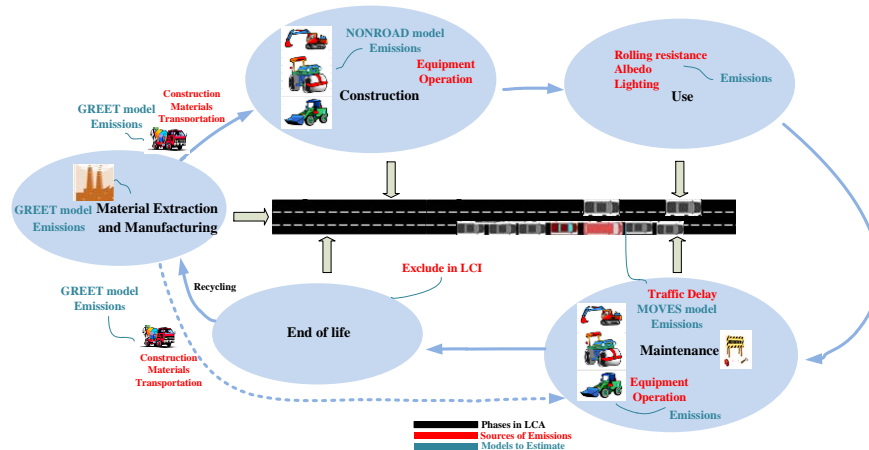 NONROAD model
Emissions
Equipment
Operation
Construction
Rolling resistance
Albedo
Lighting
Emissions
Use
Construction
Materials
Transportation
GREET model
Emissions
GREET model
Emissions
Material Extraction
and Manufacturing
Recycling
GREET model
Emissions
Construction
Materials
Transportation
Exclude in LCI
End of life
Traffic Delay
MOVES model
Emissions
Maintenance
Equipment
Operation
Emissions
Phases in LCA
Sources of Emissions
Models to Estimate